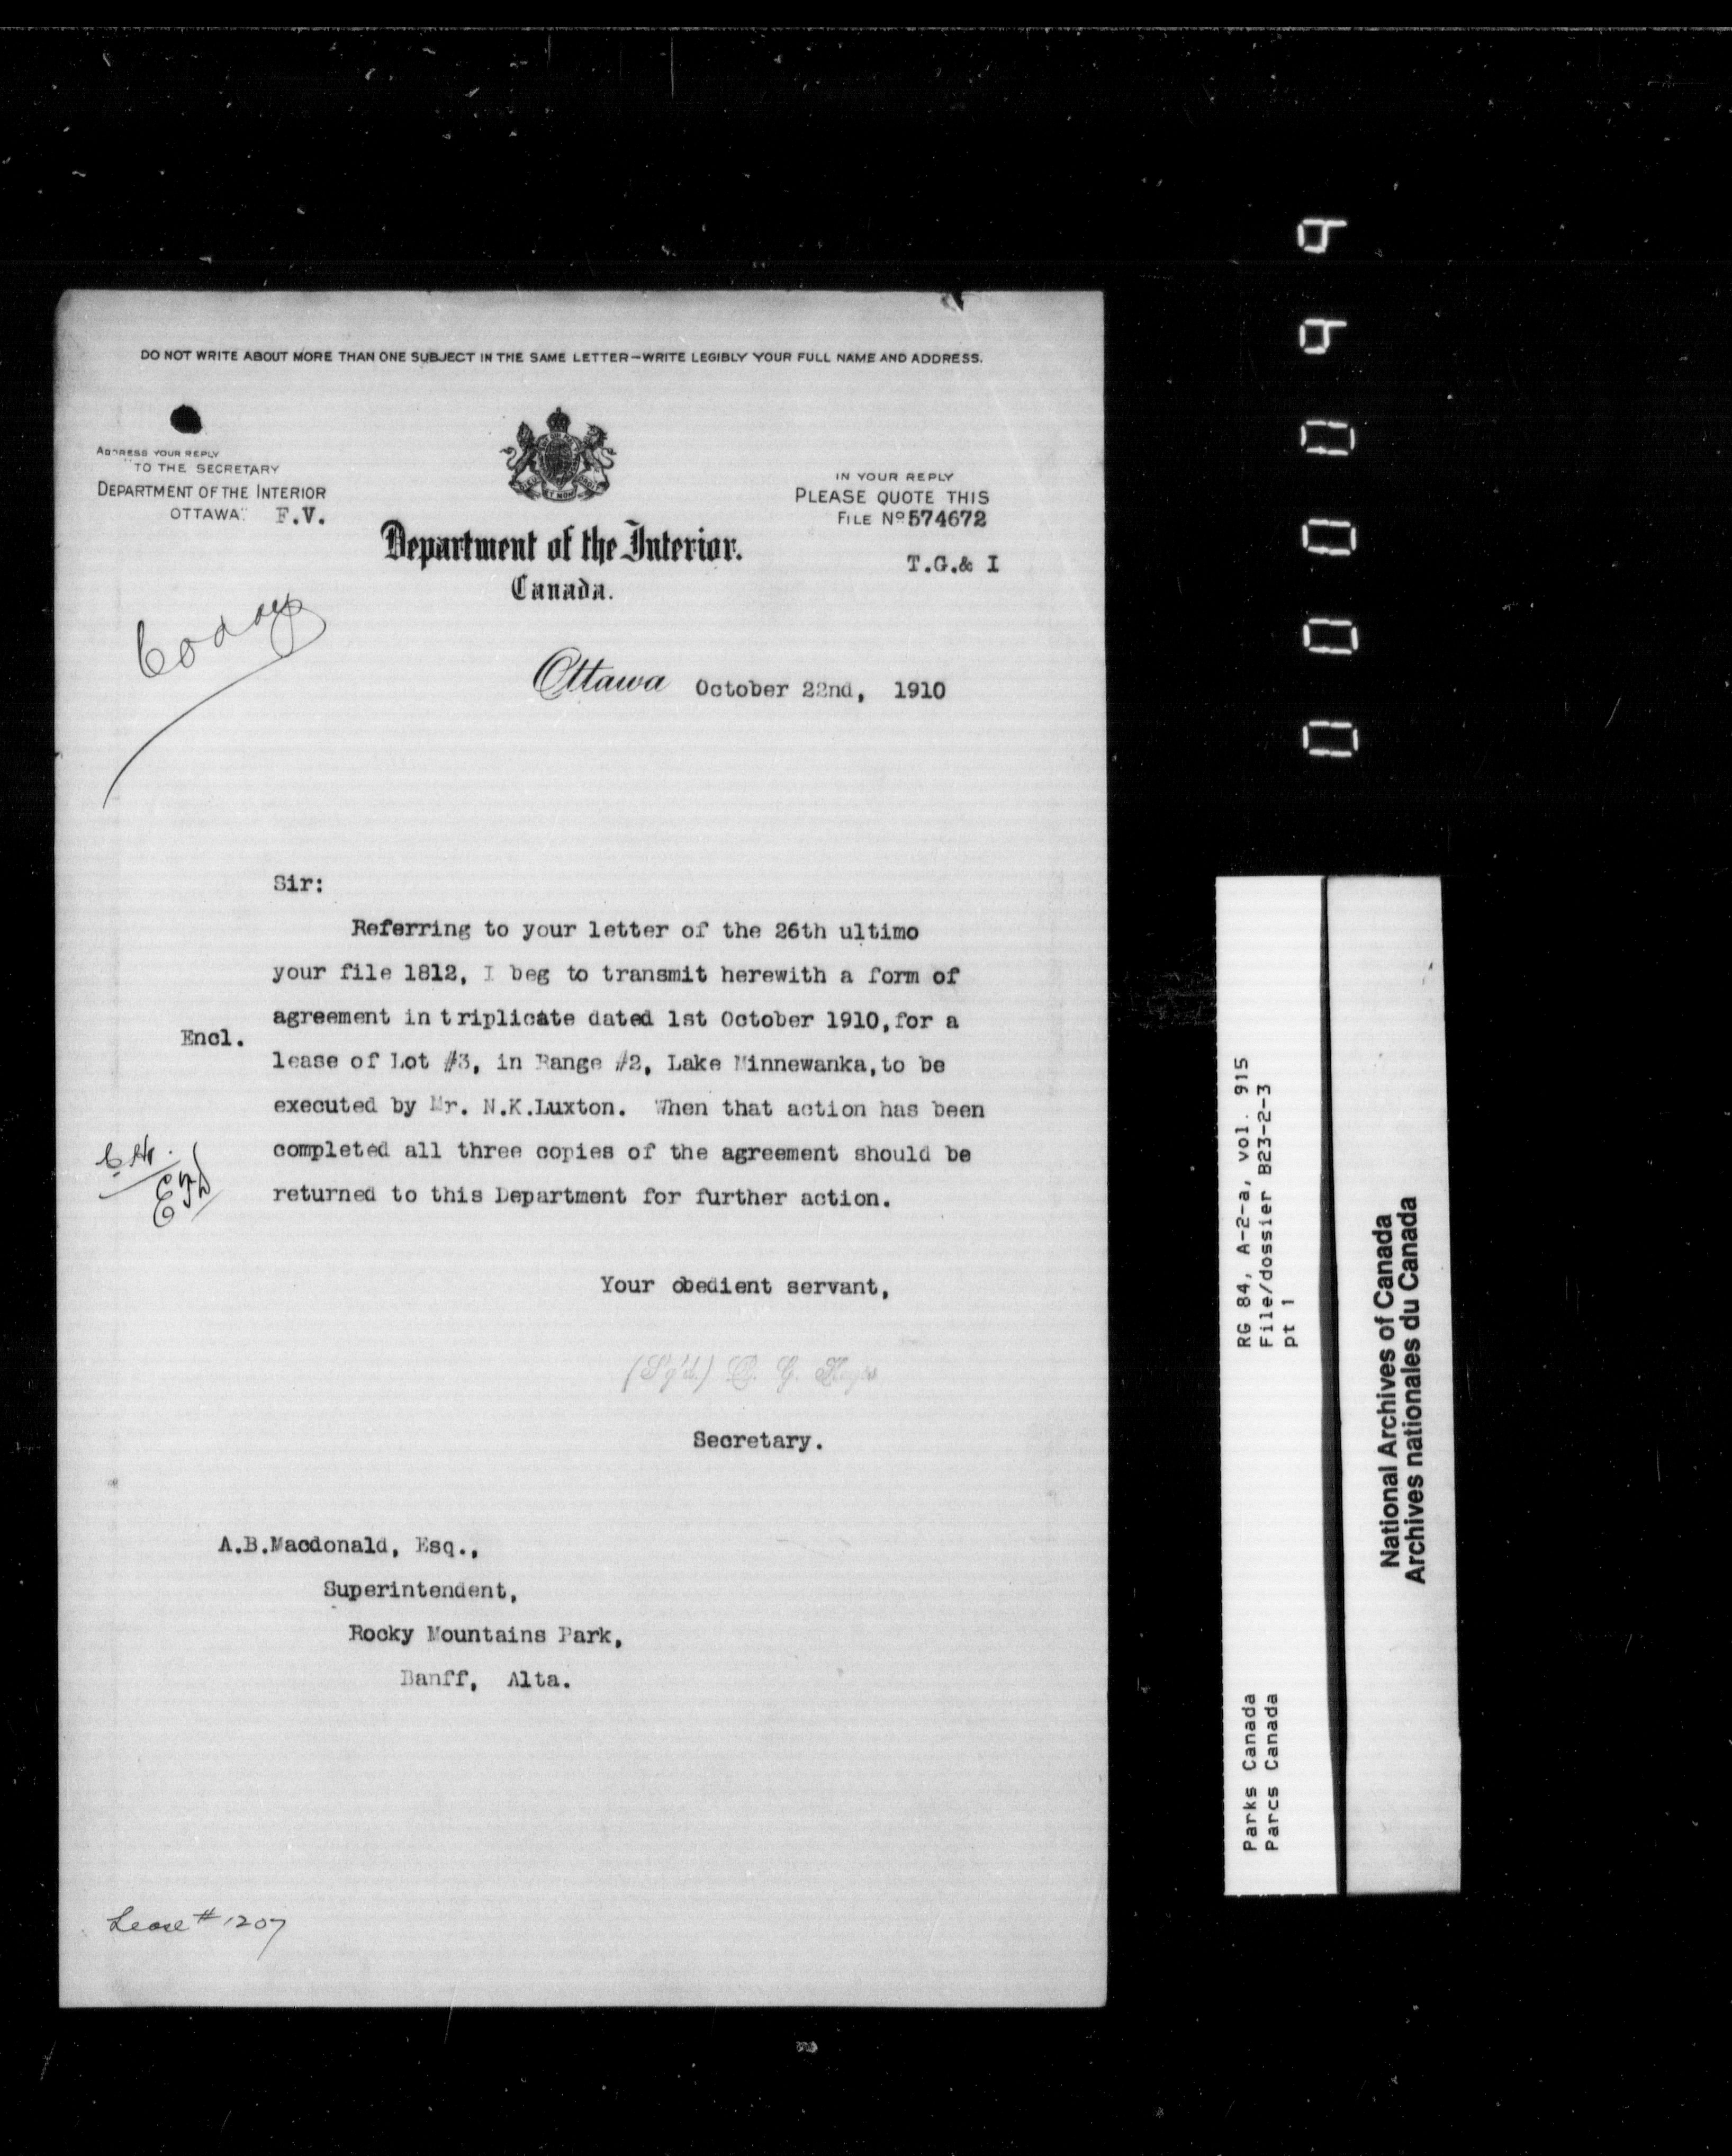 DO NOT WRITE ABOUT MORE THAN ONE SUBJECT IN THE SAME LETTER—WRITE LEGIBLY YOUR FULL NAME AND ADDRESS.
ADDRESS YOUR REPLY
TO THE SECRETARY
DEPARTMENT OF THE INTERIOR
OTTAWA. F.V.
IN YOUR REPLY
PLEASE QUOTE THIS
FILE No 574672
T.G.& I
Department of the Interior.
Canada.
Ottawa October 22nd, 1910
Sir:
Referring to your letter of the 26th ultimo
your file 1812, I beg to transmit herewith a form of
agreement in triplicate dated 1st October 1910, for a
Encl.
lease of Lot #3, in Range #2, Lake Minnewanka, to be
executed by Mr. N.K.Luxton. When that action has been
completed all three copies of the agreement should be
returned to this Department for further action.
Your obedient servant,
(Sg'd.)
Secretary.
A.B.Macdonald, Esq.,
Superintendent,
Rocky Mountains Park,
Banff, Alta.
Lease # 1207
000099
RG 84, A-2-a, vol. 915
File/dossier B23-2-3
pt 1
Parks Canada
Parcs Canada
National Archives of Canada
Archives nationales du Canada